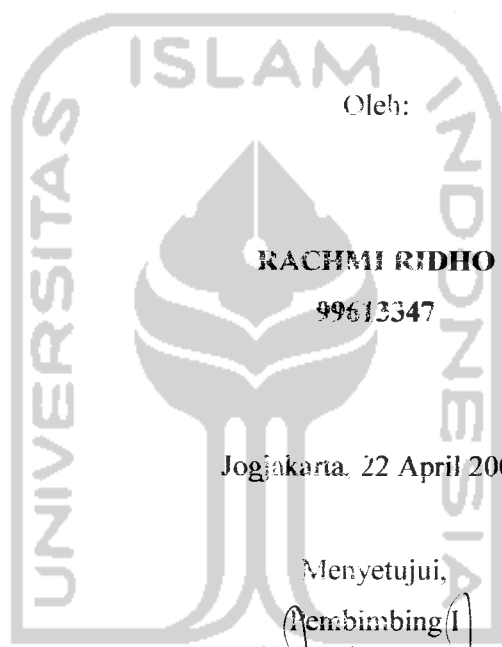 UNIVERSITAS ISLAM INDONESIA
Oleh:
RACHMI RIDHO
99613347
Jogjakarta, 22 April
Menyetujui,
Pembimbing I